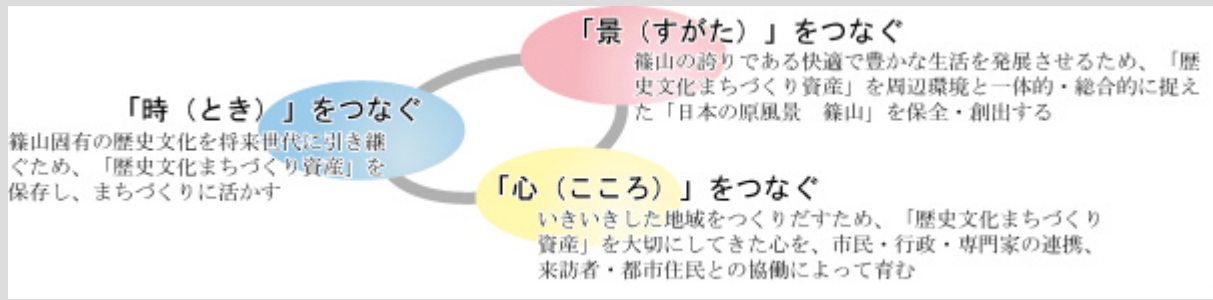 「景（すがた）」をつなぐ
篠山の誇りである快適で豊かな生活を発展させるため、「歴
史文化まちづくり資産」を周辺環境と一体的・総合的に捉え
た「日本の原風景　篠山」を保全・創出する
「時（とき）」をつなぐ
篠山固有の歴史文化を将来世代に引き継
ぐため、「歴史文化まちづくり資産」を
保存し、まちづくりに活かす
「心（こころ）」をつなぐ
いきいきした地域をつくりだすため、「歴史文化まちづくり
資産」を大切にしてきた心を、市民・行政・専門家の連携、
来訪者・都市住民との協働によって育む